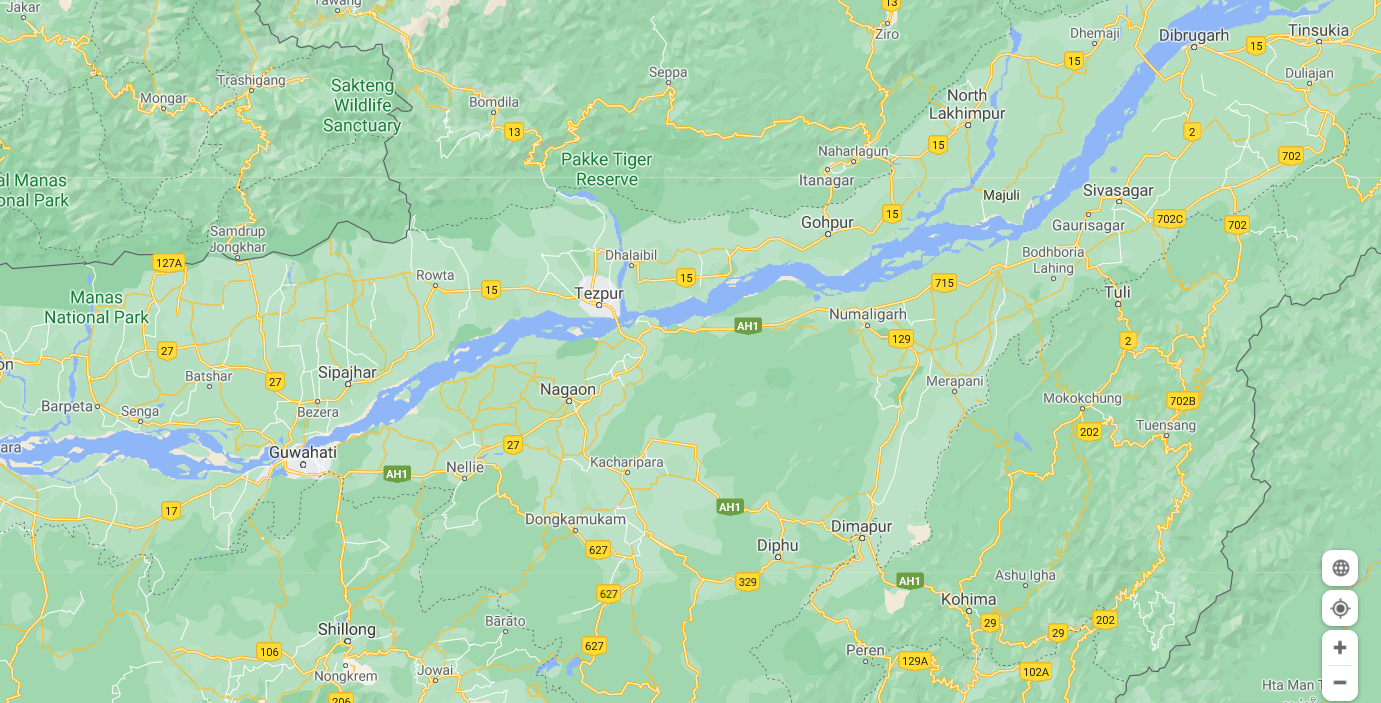 Jakar
Tawang
13
Ziro
Dhemaji
Dibrugarh
Tinsukia
15
15
Duliajan
Trashigang
Mongar
Sakteng
Wildlife
Sanctuary
Seppa
Bomdila
13
North
Lakhimpur
15
2
702
Pakke Tiger
Reserve
Naharlagun
Itanagar
al Manas
onal Park
Majuli
Sivasagar
Gaurisagar
702C
702
Gohpur
15
Samdrup
Jongkhar
127A
Dhalaibil
15
Rowta
15
Tezpur
Bodhboria
Lahing
715
Tuli
Manas
National Park
AH1
Numaligarh
129
2
27
on
Batshar
27
Sipajhar
Nagaon
Merapani
Mokokchung
702B
Barpeta
Senga
Bezera
202
Tuensang
ara
Guwahati
27
AH1
Nellie
Kacharipara
17
AH1
Dongkamukam
Dimapur
627
Diphu
329
627
AH1
Ashu Igha
Kohima
29
29
202
Shillong
Bārāto
106
627
Nongkrem
Jowai
Peren
129A
102A
206
Hta Man T
+
−